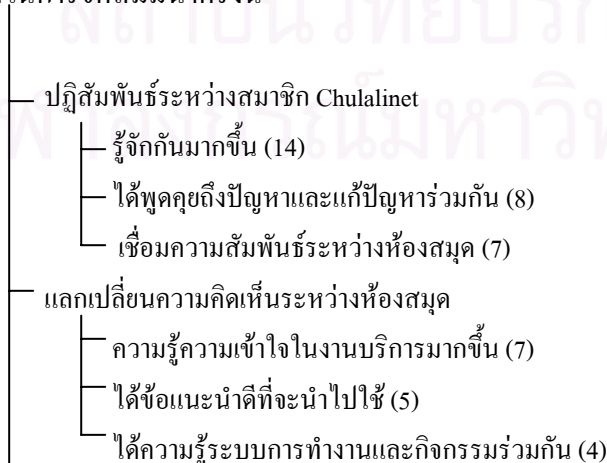 ปฏิสัมพันธ์ระหว่างสมาชิก Chulalinet
รู้จักกันมากขึ้น (14)
ได้พูดคุยถึงปัญหาและแก้ปัญหาร่วมกัน (8)
เชื่อมความสัมพันธ์ระหว่างห้องสมุด (7)
แลกเปลี่ยนความคิดเห็นระหว่างห้องสมุด
ความรู้ความเข้าใจในงานบริการมากขึ้น (7)
ได้ข้อแนะนำดีที่จะนำไปใช้ (5)
ได้ความรู้ระบบการทำงานและกิจกรรมร่วมกัน (4)